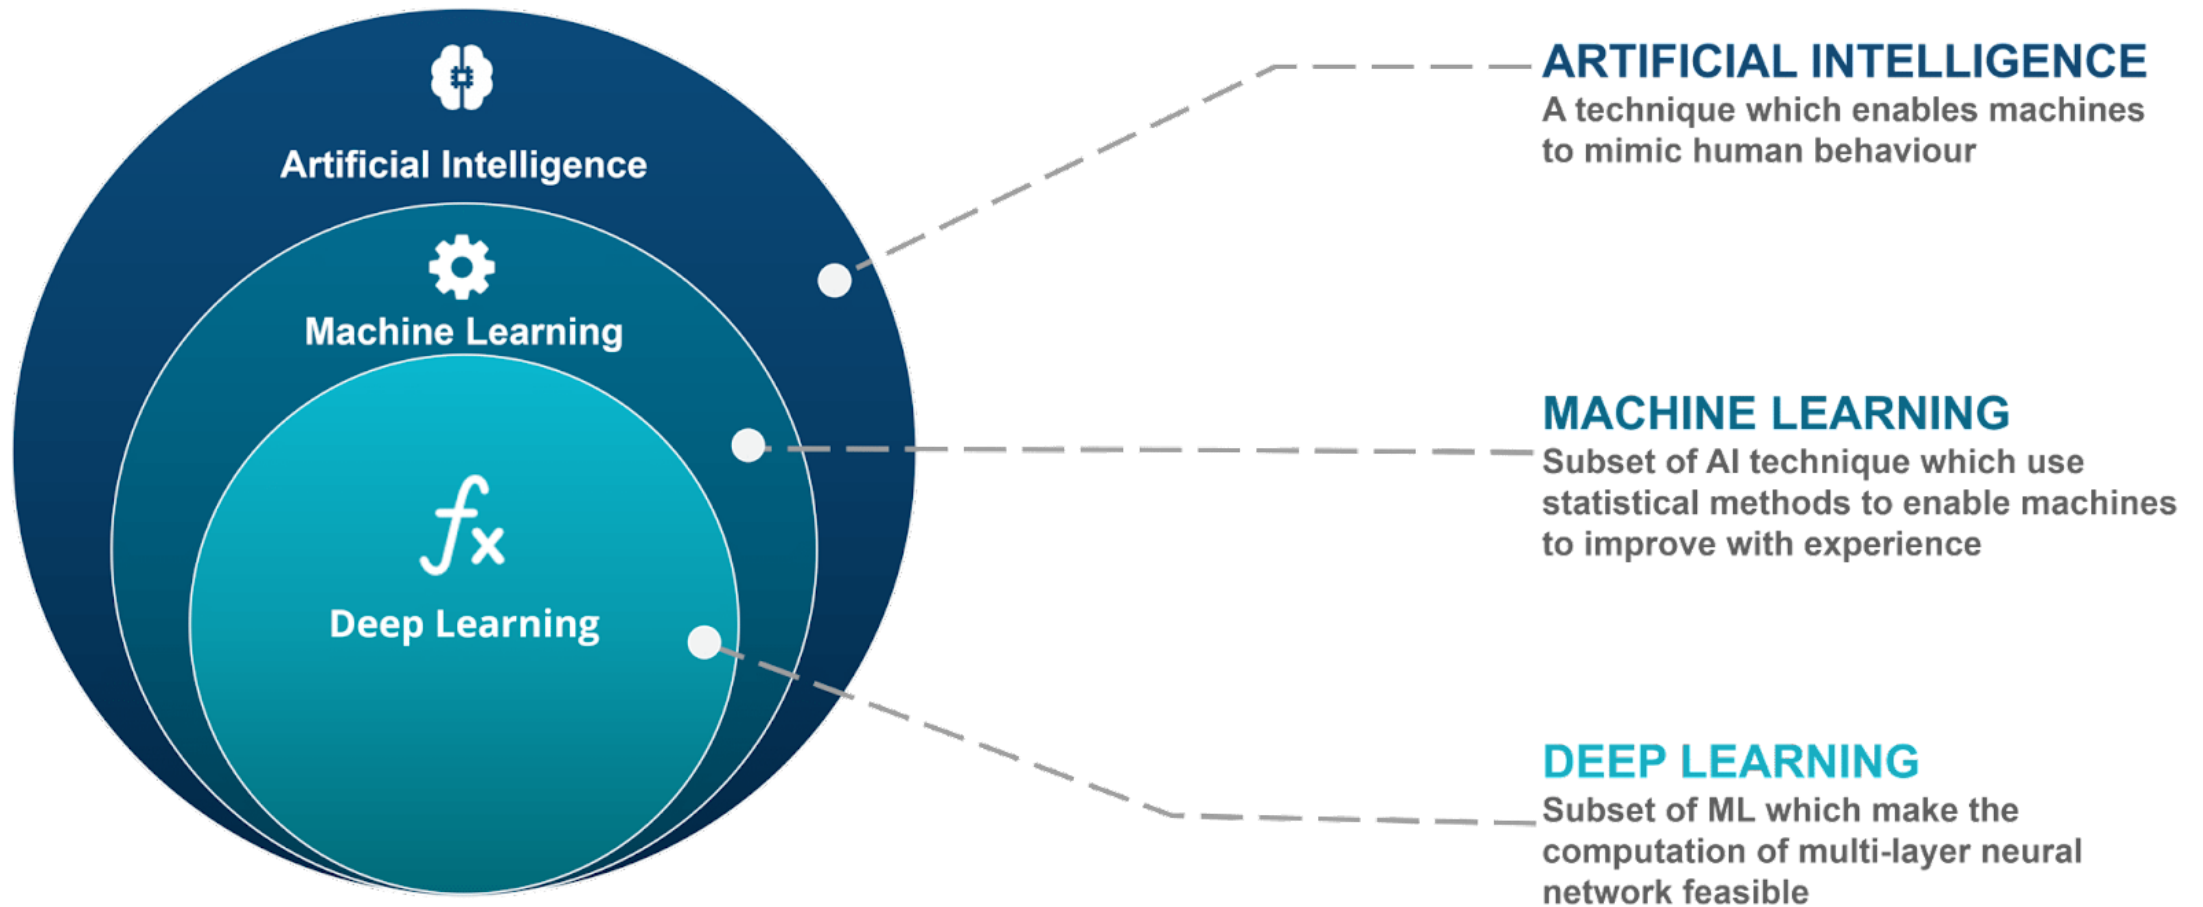 Artificial Intelligence
Machine Learning
fx
Deep Learning
ARTIFICIAL INTELLIGENCE
A technique which enables machines
to mimic human behaviour
MACHINE LEARNING
Subset of AI technique which use
statistical methods to enable machines
to improve with experience
DEEP LEARNING
Subset of ML which make the
computation of multi-layer neural
network feasible